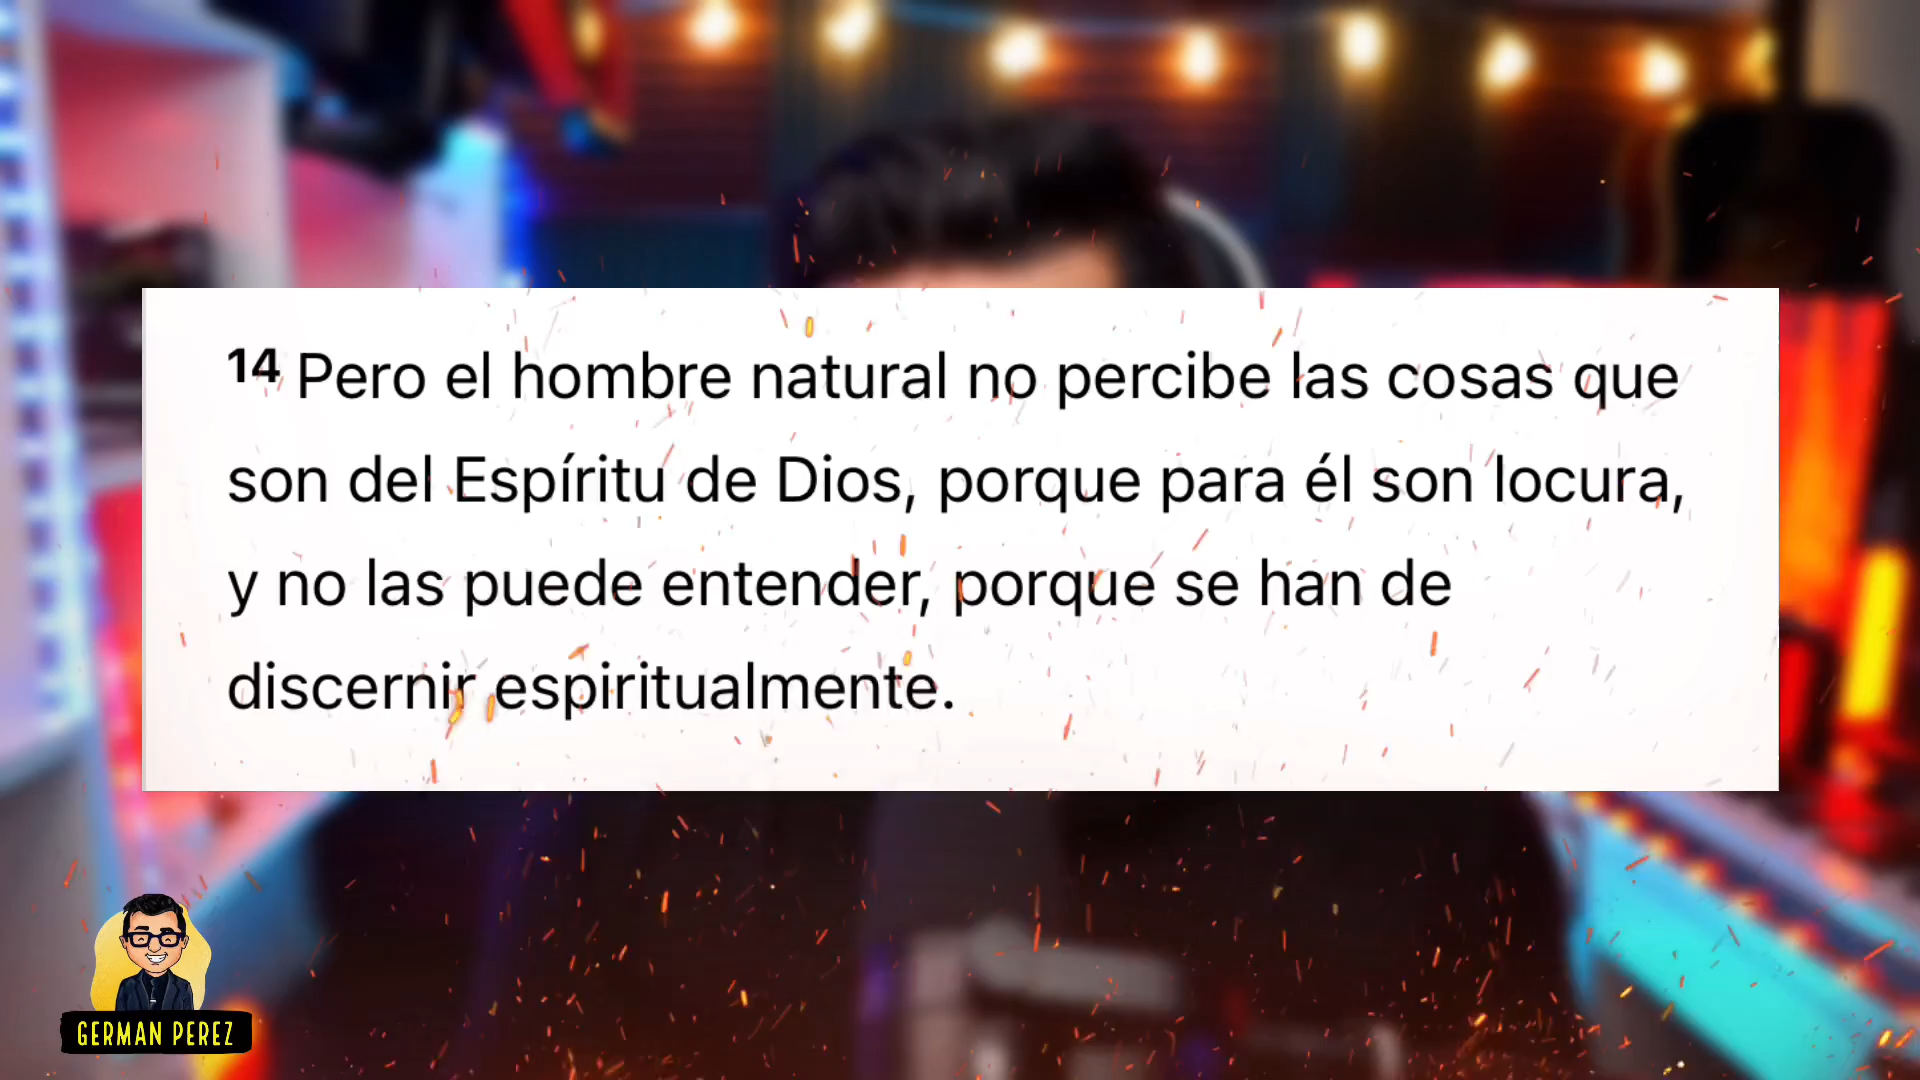 14 Pero el hombre natural no percibe las cosas que
son del Espíritu de Dios, porque para él son locura,
y no las puede entender, porque se han de
discernir espiritualmente.
GERMAN PEREZ